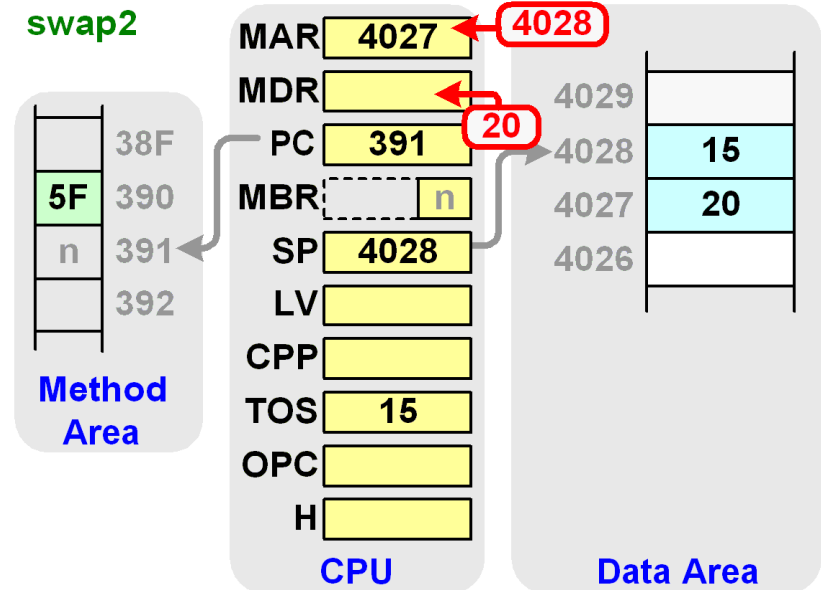 swap2
MAR 4027 4028
MDR
20
PC 391
MBR n
SP 4028
LV
CPP
TOS 15
OPC
H
CPU
38F
5F 390
n 391
392
Method
Area
4029
4028 15
4027 20
4026
Data Area